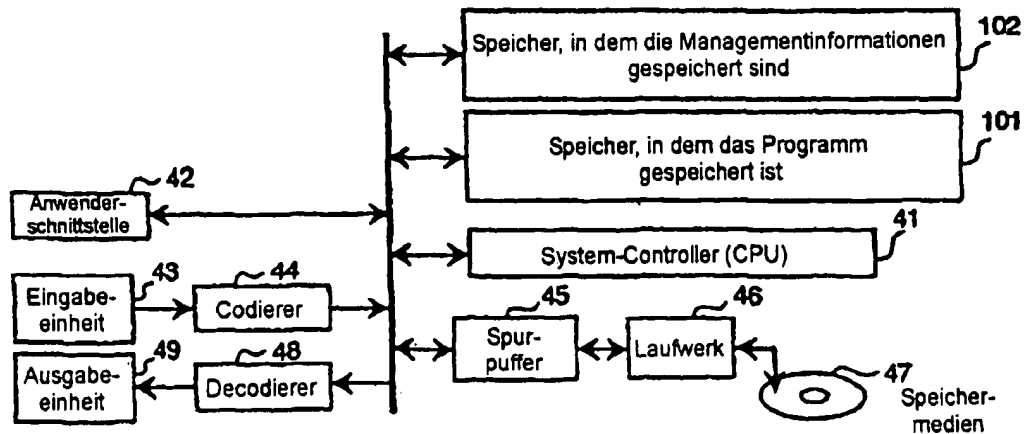 Speicher, in dem die Managementinformationen
gespeichert sind
102
Speicher, in dem das Programm
gespeichert ist
101
42
Anwender-
schnittstelle
System-Controller (CPU)
41
43
Eingabe-
einheit
44
Codierer
45
Spur-
puffer
46
Laufwerk
47
Speicher-
medien
49
Ausgabe-
einheit
48
Decodierer